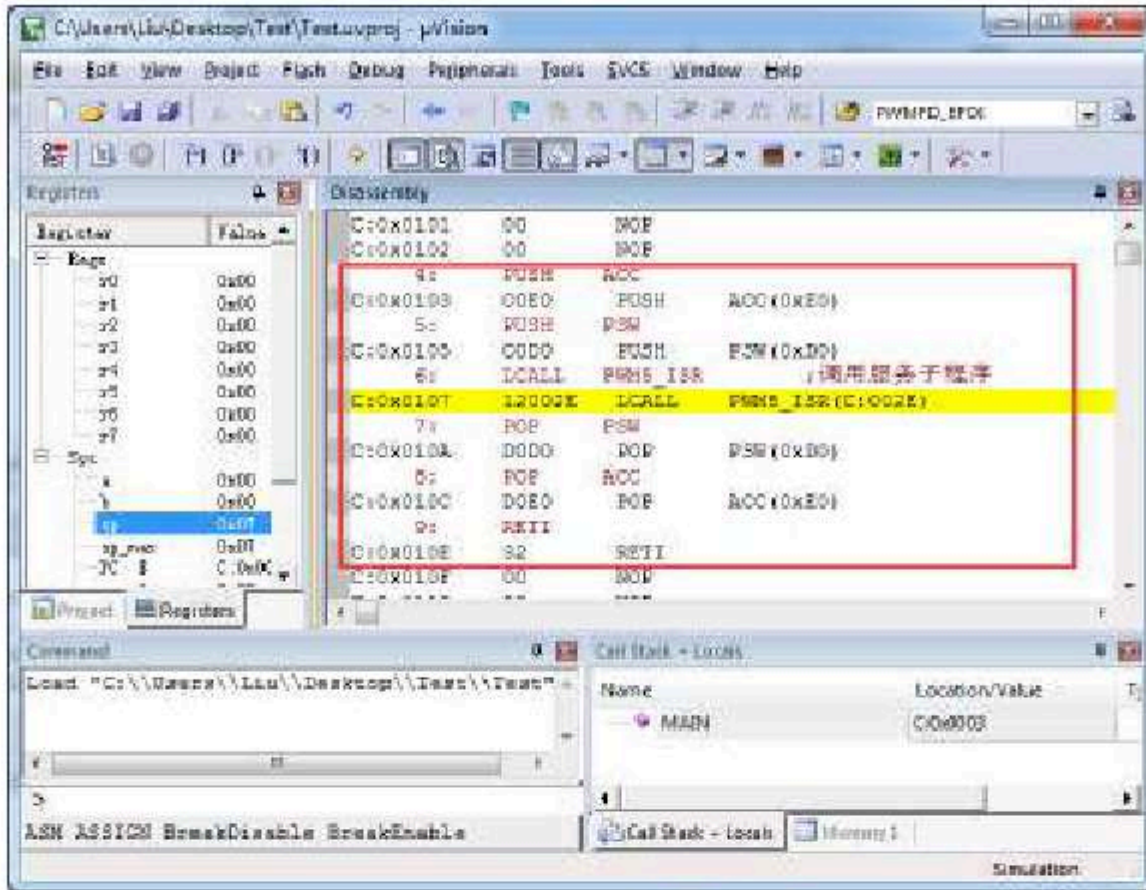 C:\Users\Liu\Desktop\Test\Test.uvproj - µVision
File Edit View Project Flash Debug Peripherals Tools SVCS Window Help
Registers
Register Value
Regs
r0 0x00
r1 0x00
r2 0x00
r3 0x00
r4 0x00
r5 0x00
r6 0x00
r7 0x00
Sys
a 0x00
b 0x00
sp 0x07
sp_max 0x07
PC $
Project Registers
Disassembly
C:0x0101 00 NOP
C:0x0102 00 NOP
4: PUSH ACC
C:0x0103 C0E0 PUSH ACC(0xE0)
5: PUSH PSW
C:0x0105 C0D0 PUSH PSW(0xD0)
6: LCALL PWM5_ISR ;调用服务子程序
C:0x0107 12002E LCALL PWM5_ISR(C:002E)
7: POP PSW
C:0x010A D0D0 POP PSW(0xD0)
8: POP ACC
C:0x010C D0E0 POP ACC(0xE0)
9: RETI
C:0x010E 32 RETI
C:0x010F 00 NOP
Command
Load "C:\\Users\\Liu\\Desktop\\Test\\Test"
>
ASM ASSIGN BreakDisable BreakEnable
Call Stack + Locals
Name Location/Value T
MAIN C:0x0003
Call Stack + Locals Memory 1
Simulation